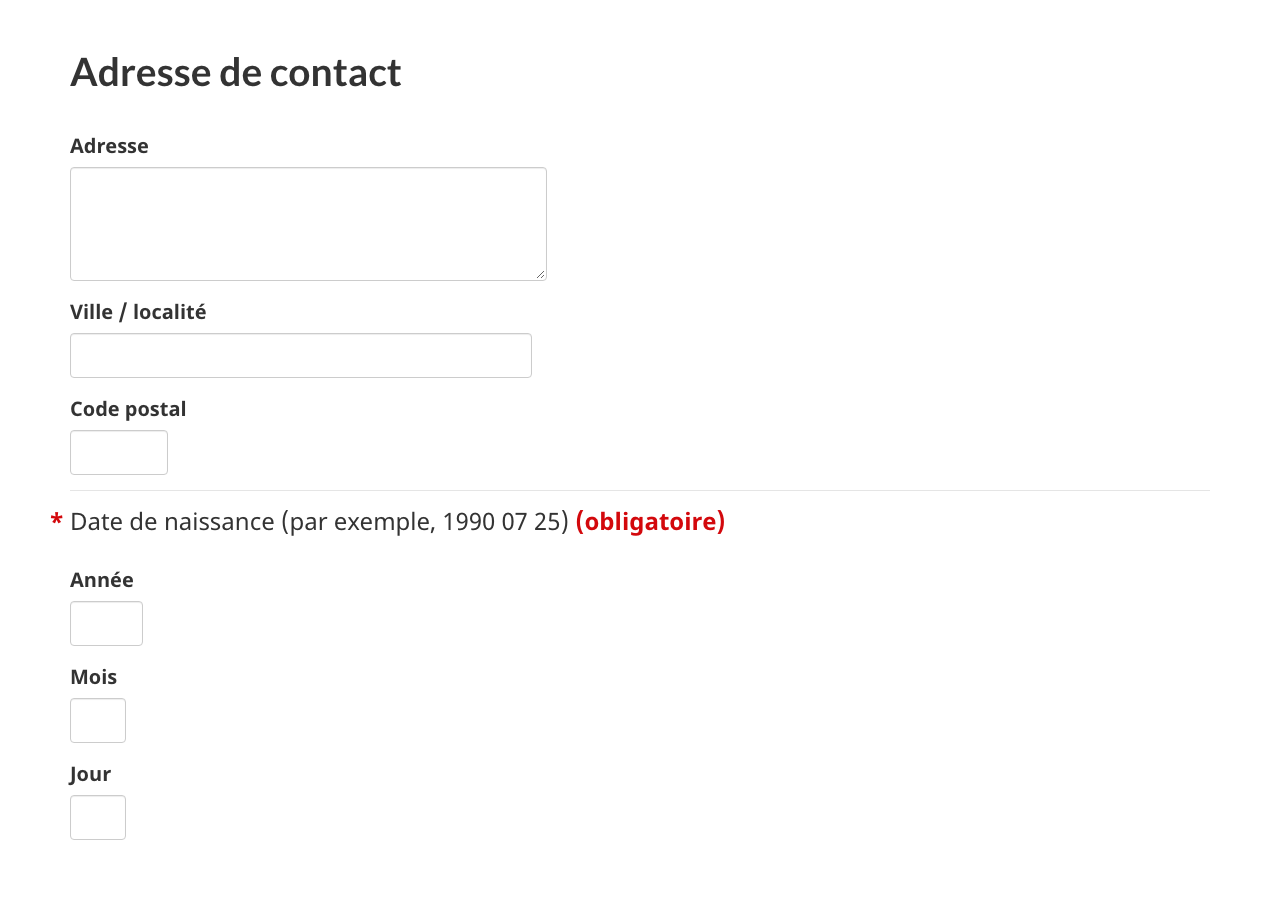 Adresse de contact
Adresse
Ville / localité
Code postal
* Date de naissance (par exemple, 1990 07 25) (obligatoire)
Année
Mois
Jour